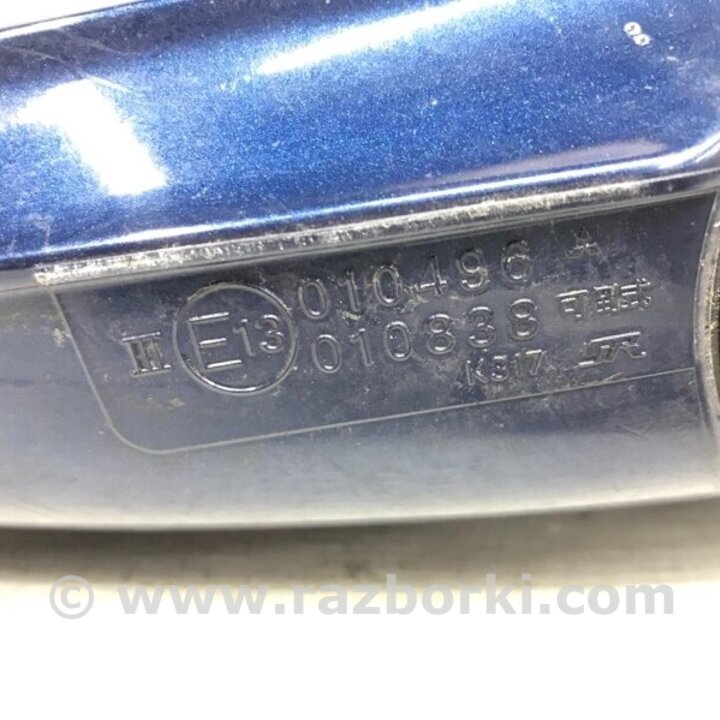 III E13 010496 A
010838 可倒式
K317
© www.razborki.com